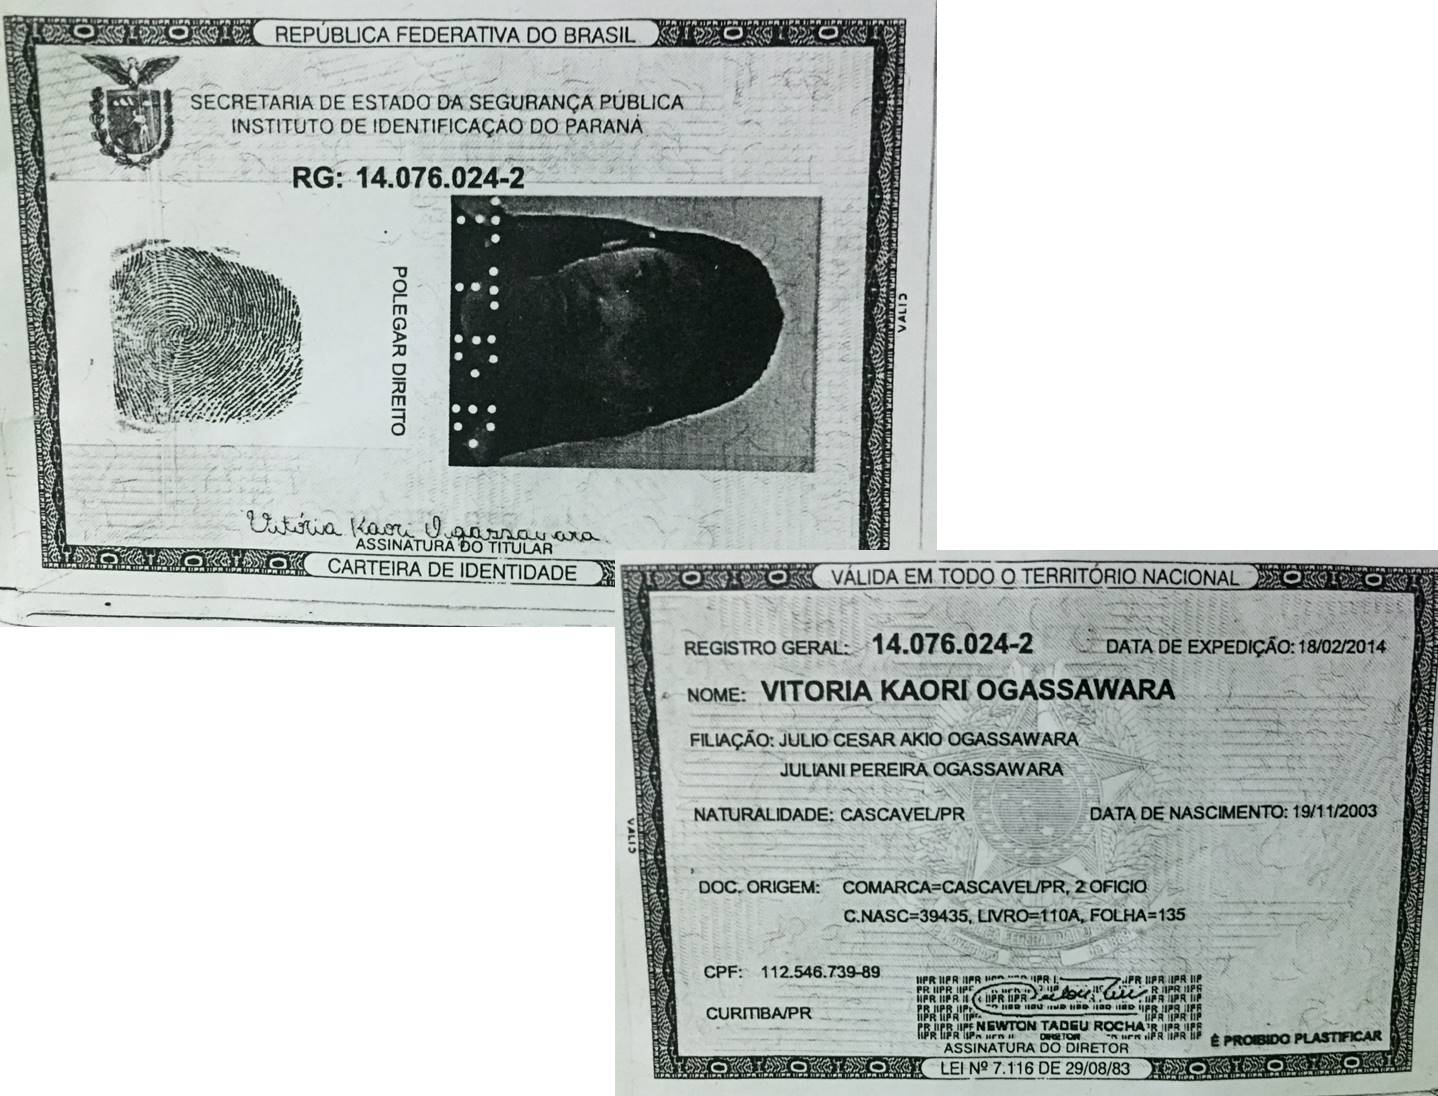 REPÚBLICA FEDERATIVA DO BRASIL
SECRETARIA DE ESTADO DA SEGURANÇA PÚBLICA
INSTITUTO DE IDENTIFICAÇÃO DO PARANÁ
RG: 14.076.024-2
POLEGAR DIREITO
VALID
Vitória Kaori Ogassawara
ASSINATURA DO TITULAR
CARTEIRA DE IDENTIDADE
VÁLIDA EM TODO O TERRITÓRIO NACIONAL
REGISTRO GERAL: 14.076.024-2 DATA DE EXPEDIÇÃO: 18/02/2014
NOME: VITORIA KAORI OGASSAWARA
FILIAÇÃO: JULIO CESAR AKIO OGASSAWARA
JULIANI PEREIRA OGASSAWARA
NATURALIDADE: CASCAVEL/PR DATA DE NASCIMENTO: 19/11/2003
VALID
DOC. ORIGEM: COMARCA=CASCAVEL/PR, 2 OFICIO
C.NASC=39435, LIVRO=110A, FOLHA=135
CPF: 112.546.739-89
CURITIBA/PR
NEWTON TADEU ROCHA
DIRETOR
ASSINATURA DO DIRETOR
É PROIBIDO PLASTIFICAR
LEI Nº 7.116 DE 29/08/83